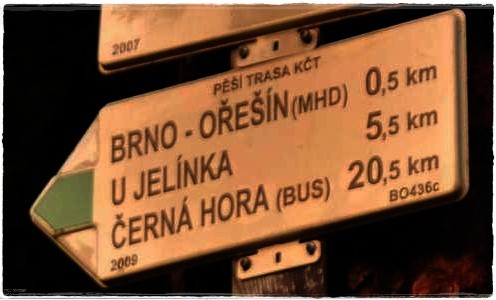 2007
PĚŠÍ TRASA KČT
BRNO - OŘEŠÍN (MHD) 0,5 km
U JELÍNKA 5,5 km
ČERNÁ HORA (BUS) 20,5 km
2009 BO436c